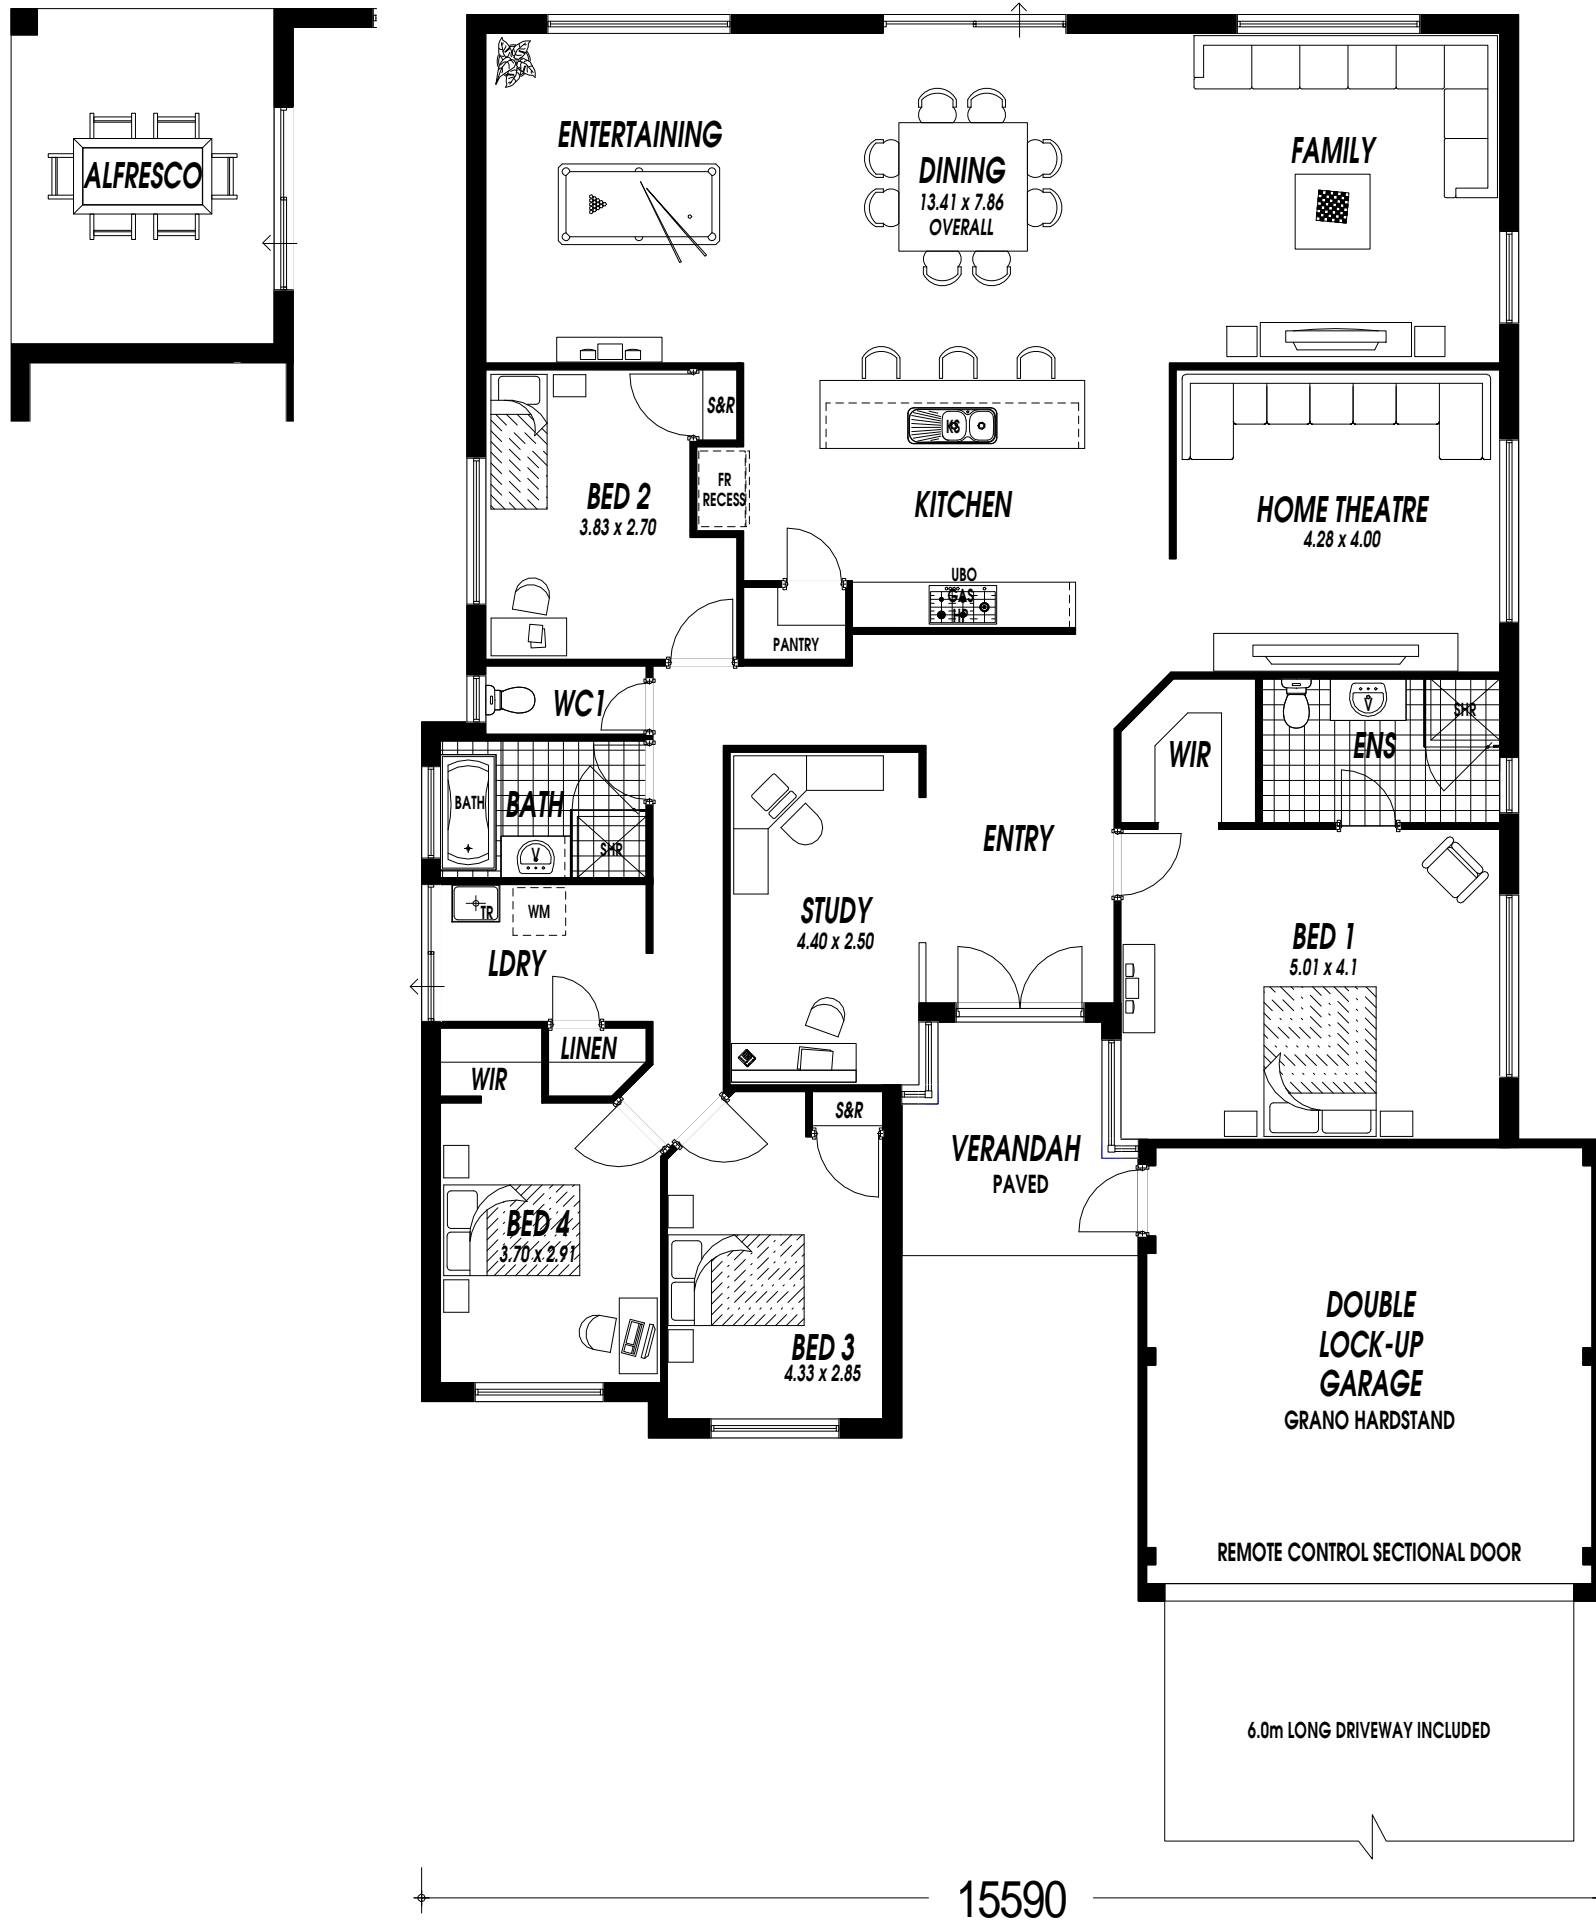 ALFRESCO
ENTERTAINING
DINING
13.41 x 7.86
OVERALL
FAMILY
S&R
KS
FR
RECESS
BED 2
3.83 x 2.70
KITCHEN
HOME THEATRE
4.28 x 4.00
UBO
GAS
HP
PANTRY
WC1
WIR
ENS
SHR
BATH
BATH
V
SHR
V
ENTRY
TR
WM
STUDY
4.40 x 2.50
LDRY
BED 1
5.01 x 4.1
LINEN
WIR
S&R
VERANDAH
PAVED
BED 4
3.70 x 2.91
BED 3
4.33 x 2.85
DOUBLE
LOCK-UP
GARAGE
GRANO HARDSTAND
REMOTE CONTROL SECTIONAL DOOR
6.0m LONG DRIVEWAY INCLUDED
15590